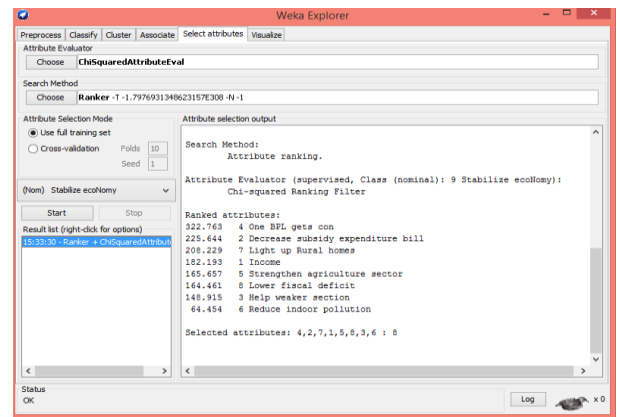 Weka Explorer
Preprocess Classify Cluster Associate Select attributes Visualize
Attribute Evaluator
Choose ChiSquaredAttributeEval
Search Method
Choose Ranker -T -1.7976931348623157E308 -N -1
Attribute Selection Mode
Use full training set
Cross-validation Folds 10
Seed 1
(Nom) Stabilize ecoNomy
Start Stop
Result list (right-click for options)
15:33:30 - Ranker + ChiSquaredAttribut
Attribute selection output
Search Method:
Attribute ranking.
Attribute Evaluator (supervised, Class (nominal): 9 Stabilize ecoNomy):
Chi-squared Ranking Filter
Ranked attributes:
322.763 4 One BPL gets con
225.644 2 Decrease subsidy expenditure bill
208.229 7 Light up Rural homes
182.193 1 Income
165.657 5 Strengthen agriculture sector
164.461 8 Lower fiscal deficit
148.915 3 Help weaker section
64.454 6 Reduce indoor pollution
Selected attributes: 4,2,7,1,5,8,3,6 : 8
Status
OK
Log x 0